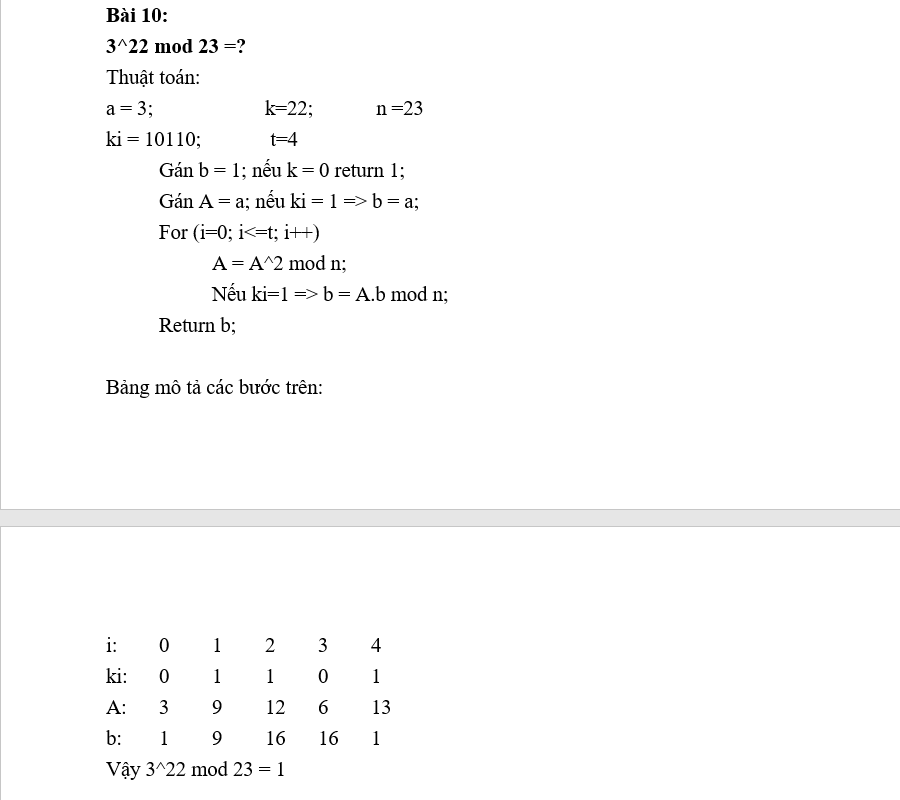 Bài 10:
3^22 mod 23 =?
Thuật toán:
a = 3; k=22; n =23
ki = 10110; t=4
Gán b = 1; nếu k = 0 return 1;
Gán A = a; nếu ki = 1 => b = a;
For (i=0; i<=t; i++)
A = A^2 mod n;
Nếu ki=1 => b = A.b mod n;
Return b;
Bảng mô tả các bước trên:
i: 0 1 2 3 4
ki: 0 1 1 0 1
A: 3 9 12 6 13
b: 1 9 16 16 1
Vậy 3^22 mod 23 = 1